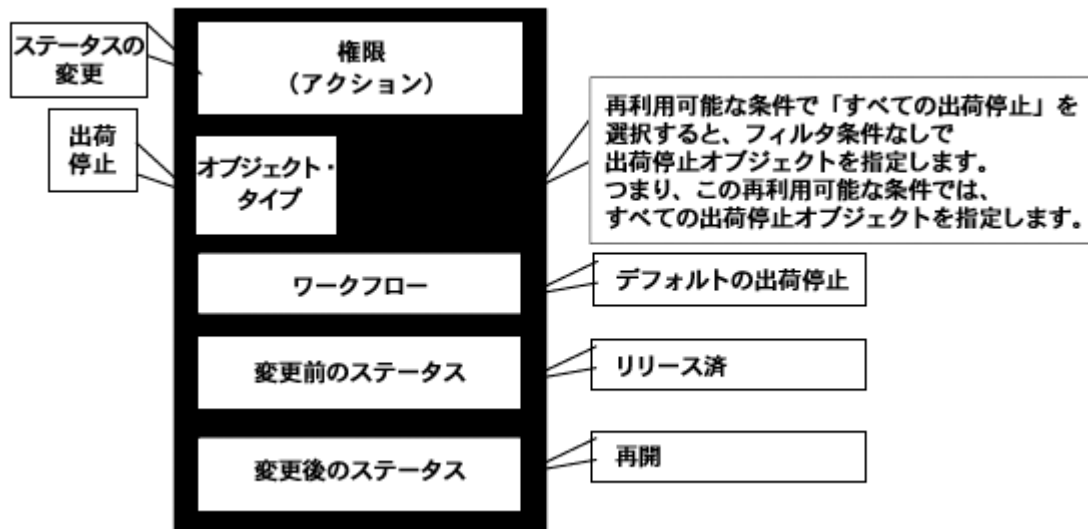 ステータスの
変更
権限
(アクション)
出荷
停止
オブジェクト・
タイプ
再利用可能な条件で「すべての出荷停止」を
選択すると、フィルタ条件なしで
出荷停止オブジェクトを指定します。
つまり、この再利用可能な条件では、
すべての出荷停止オブジェクトを指定します。
ワークフロー
デフォルトの出荷停止
変更前のステータス
リリース済
変更後のステータス
再開